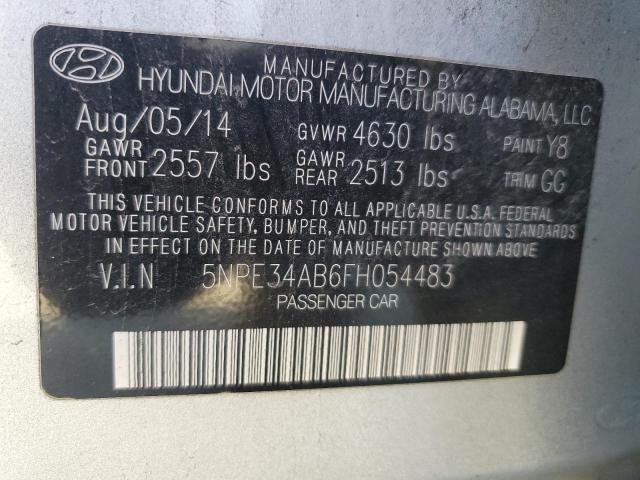 MANUFACTURED BY
HYUNDAI MOTOR MANUFACTURING ALABAMA, LLC.
Aug/05/14 GVWR 4630 lbs PAINT Y8
GAWR FRONT 2557 lbs GAWR REAR 2513 lbs TRIM GG
THIS VEHICLE CONFORMS TO ALL APPLICABLE U.S.A. FEDERAL
MOTOR VEHICLE SAFETY, BUMPER, AND THEFT PREVENTION STANDARDS
IN EFFECT ON THE DATE OF MANUFACTURE SHOWN ABOVE.
V.I.N 5NPE34AB6FH054483
PASSENGER CAR